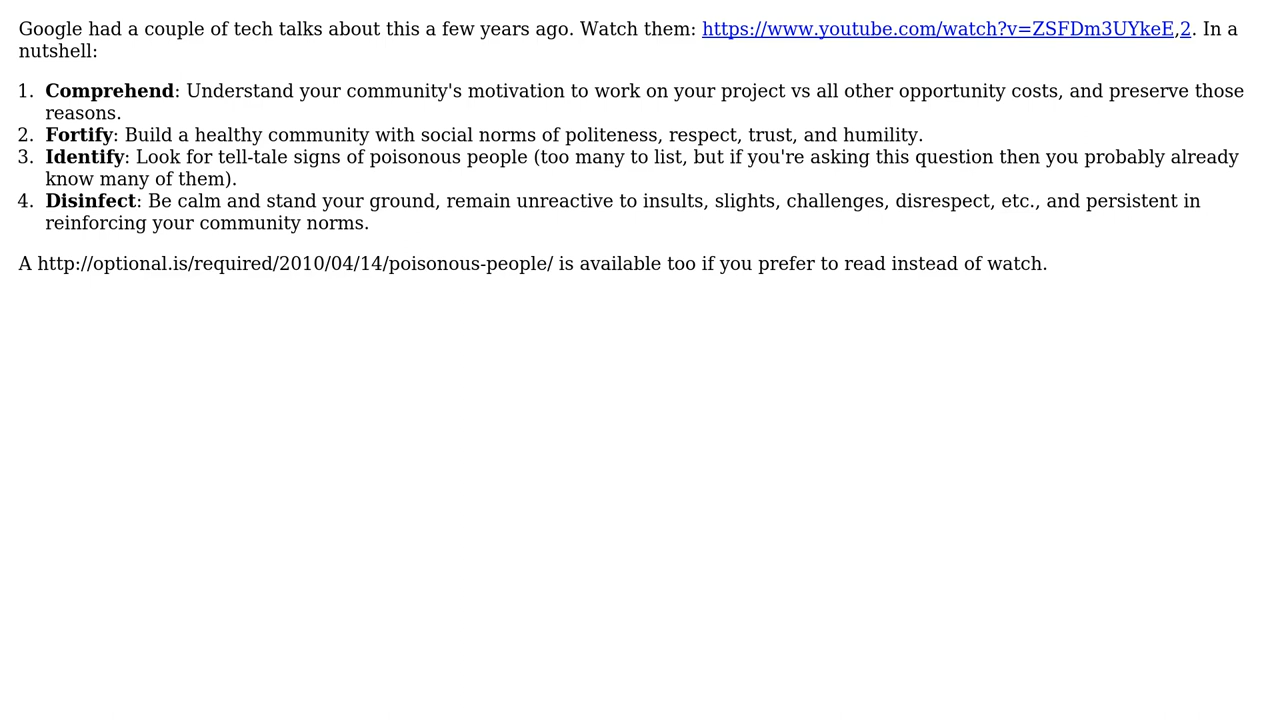 Google had a couple of tech talks about this a few years ago. Watch them: https://www.youtube.com/watch?v=ZSFDm3UYkeE,2. In a
nutshell:
1. Comprehend: Understand your community's motivation to work on your project vs all other opportunity costs, and preserve those
reasons.
2. Fortify: Build a healthy community with social norms of politeness, respect, trust, and humility.
3. Identify: Look for tell-tale signs of poisonous people (too many to list, but if you're asking this question then you probably already
know many of them).
4. Disinfect: Be calm and stand your ground, remain unreactive to insults, slights, challenges, disrespect, etc., and persistent in
reinforcing your community norms.
A http://optional.is/required/2010/04/14/poisonous-people/ is available too if you prefer to read instead of watch.